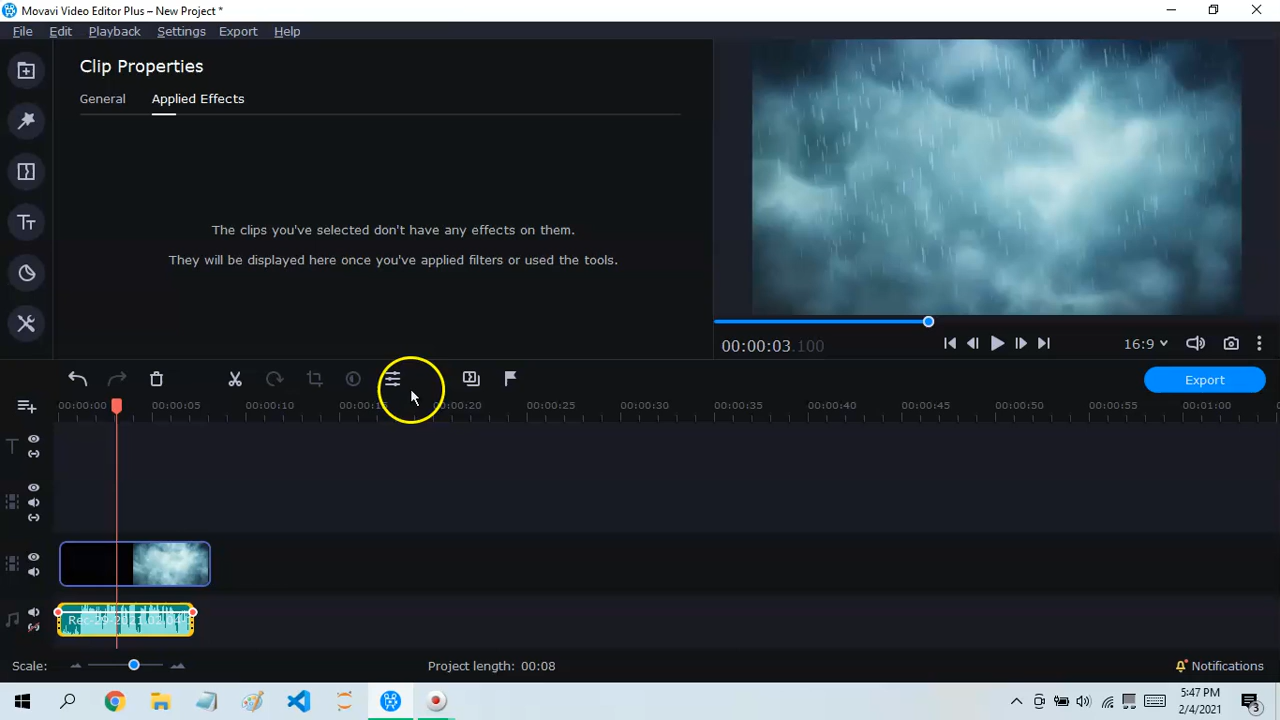 Movavi Video Editor Plus – New Project *
File Edit Playback Settings Export Help
Clip Properties
General Applied Effects
The clips you've selected don't have any effects on them.
They will be displayed here once you've applied filters or used the tools.
00:00:03.100
16:9
Export
00:00:00 00:00:05 00:00:10 00:00:15 00:00:20 00:00:25 00:00:30 00:00:35 00:00:40 00:00:45 00:00:50 00:00:55 00:01:00
Scale:
Project length: 00:08
Notifications
5:47 PM
2/4/2021
3